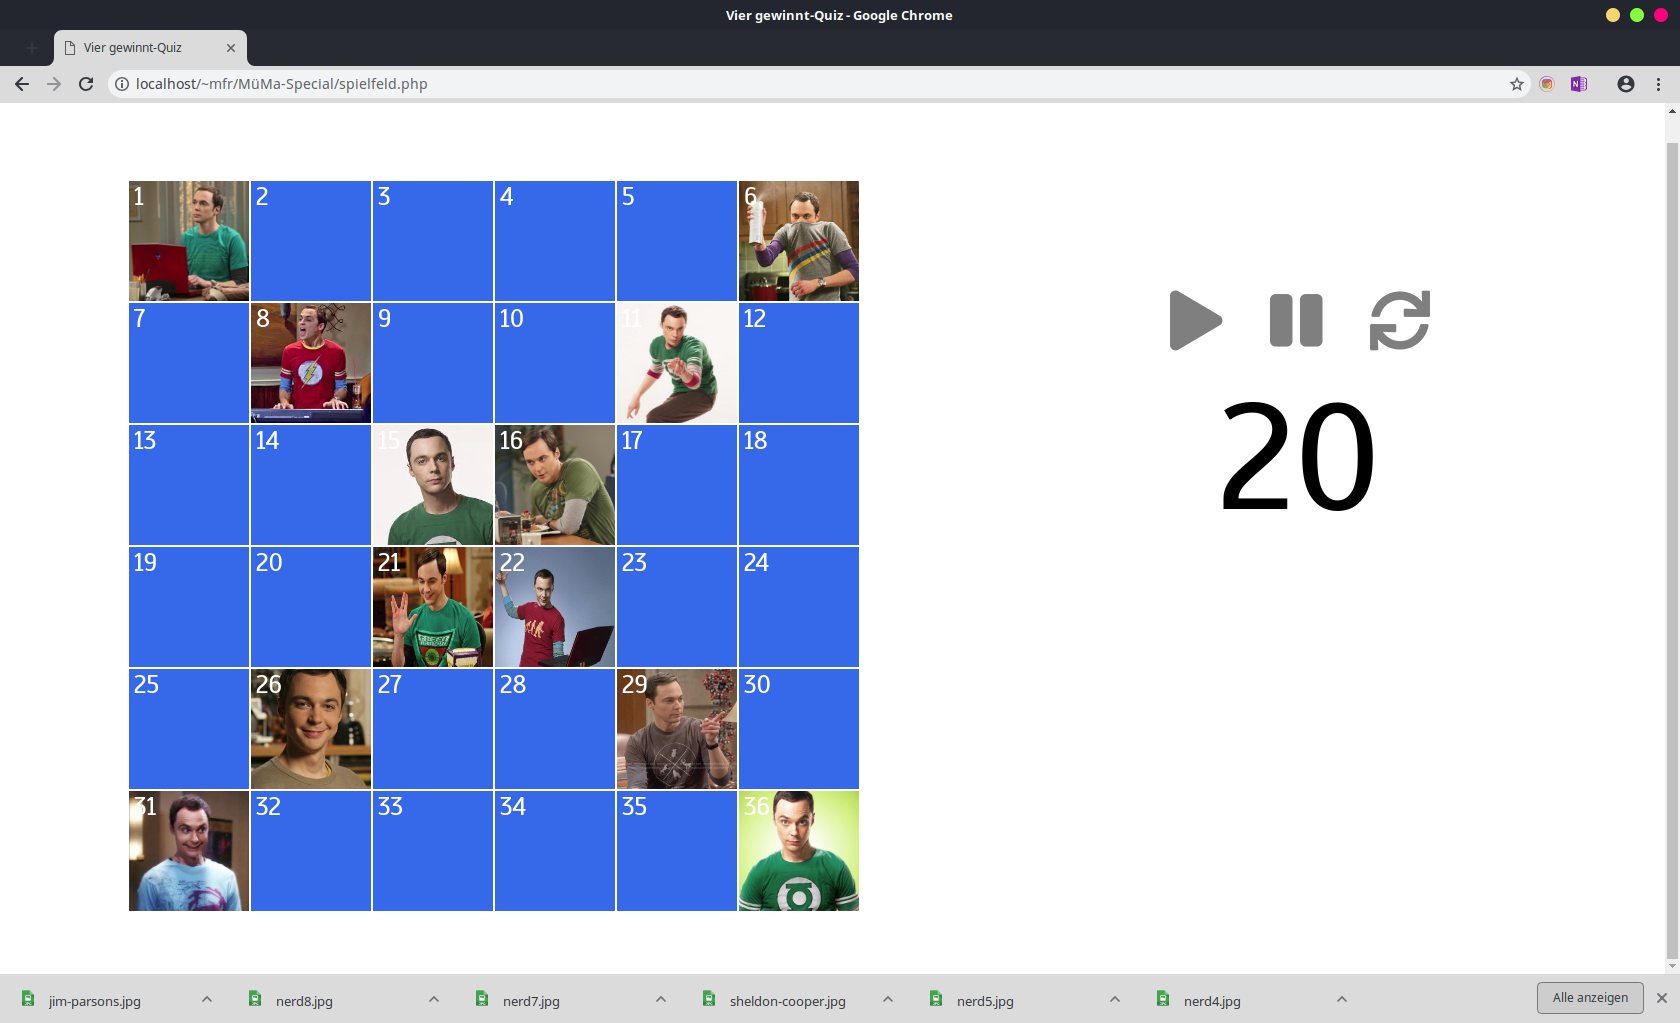 Vier gewinnt-Quiz - Google Chrome
Vier gewinnt-Quiz
localhost/~mfr/MüMa-Special/spielfeld.php
1 2 3 4 5 6
7 8 9 10 11 12
13 14 15 16 17 18
19 20 21 22 23 24
25 26 27 28 29 30
31 32 33 34 35 36
20
jim-parsons.jpg nerd8.jpg nerd7.jpg sheldon-cooper.jpg nerd5.jpg nerd4.jpg Alle anzeigen